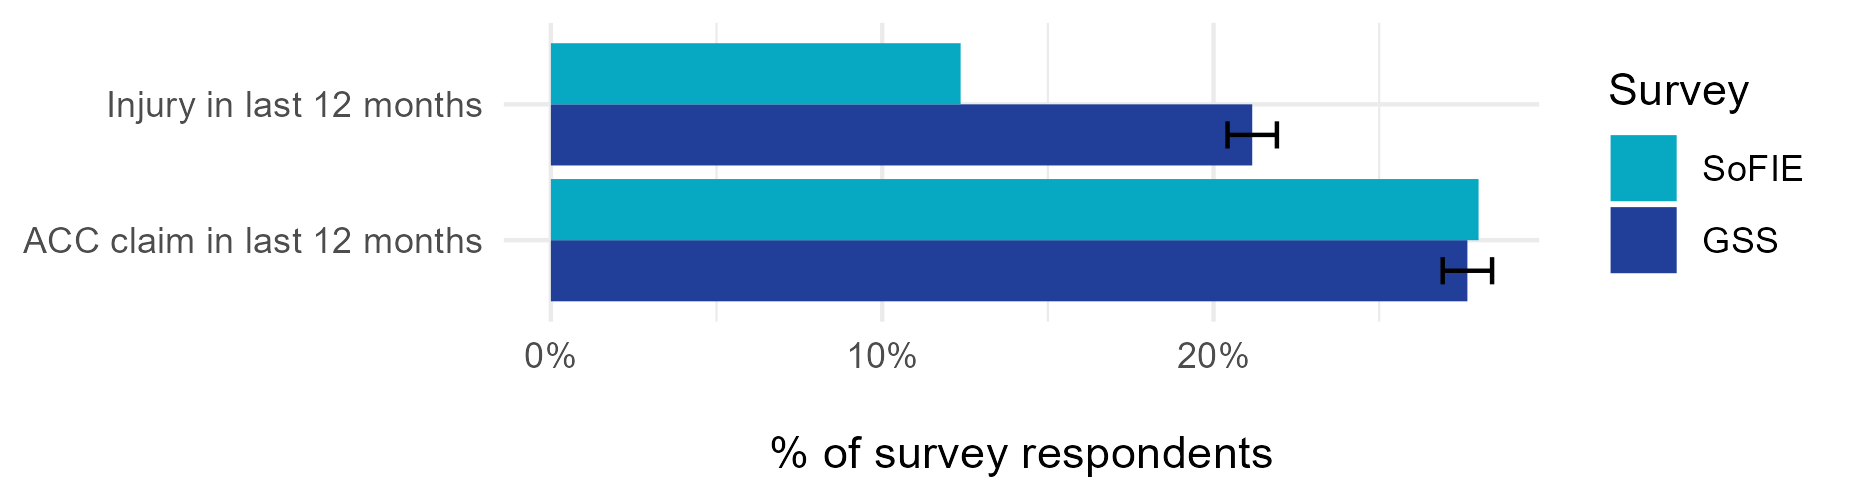 Injury in last 12 months
ACC claim in last 12 months
0%
10%
20%
% of survey respondents
Survey
SoFIE
GSS